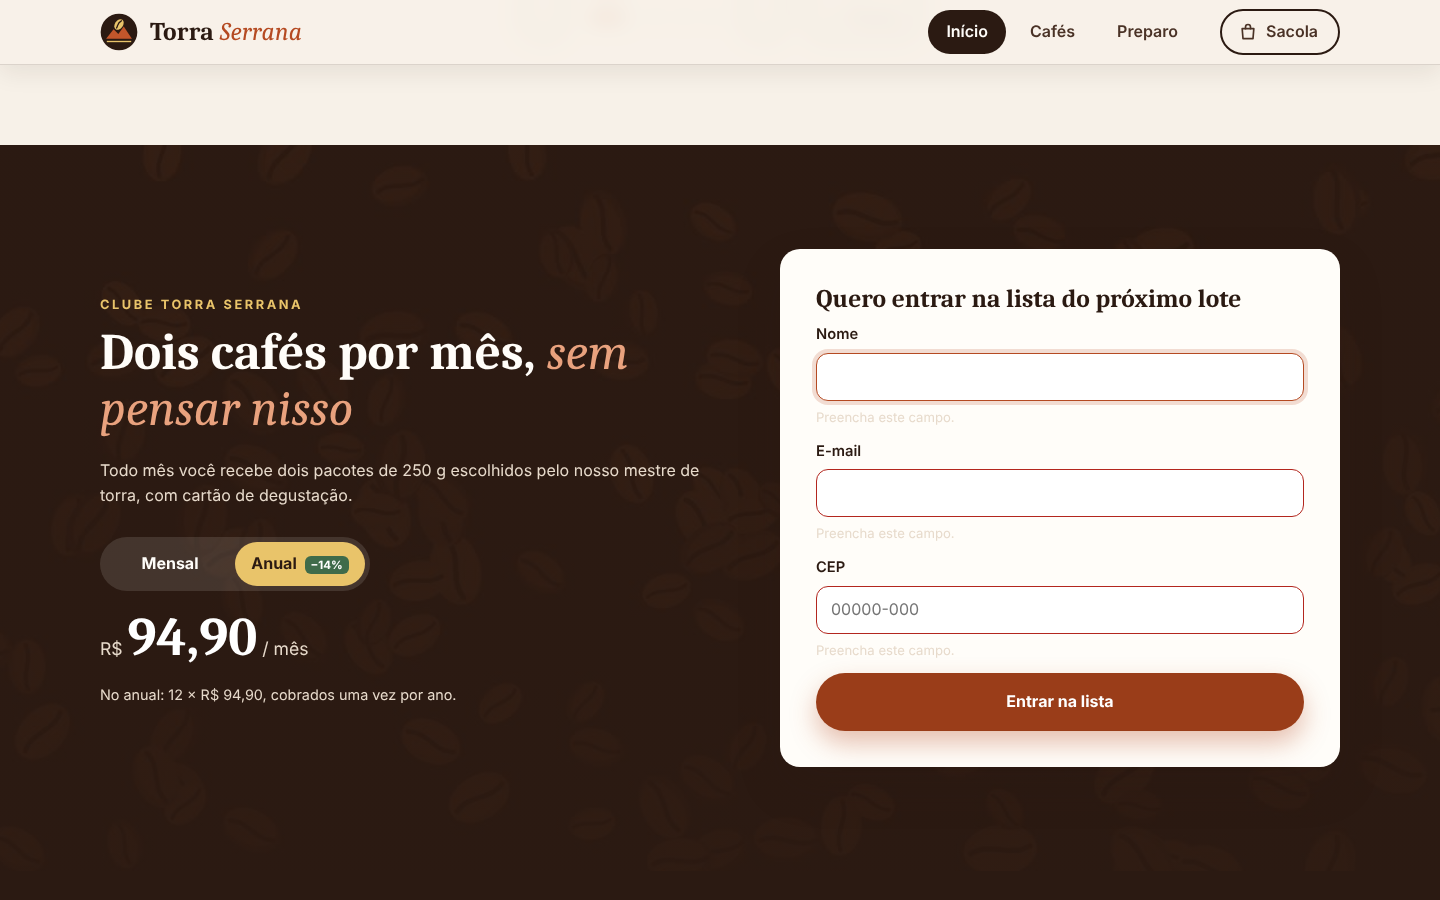 Torra Serrana
Início
Cafés
Preparo
Sacola
CLUBE TORRA SERRANA
Dois cafés por mês, sem
pensar nisso
Todo mês você recebe dois pacotes de 250 g escolhidos pelo nosso mestre de
torra, com cartão de degustação.
Mensal
Anual −14%
R$ 94,90 / mês
No anual: 12 × R$ 94,90, cobrados uma vez por ano.
Quero entrar na lista do próximo lote
Nome
Preencha este campo.
E-mail
Preencha este campo.
CEP
00000-000
Preencha este campo.
Entrar na lista